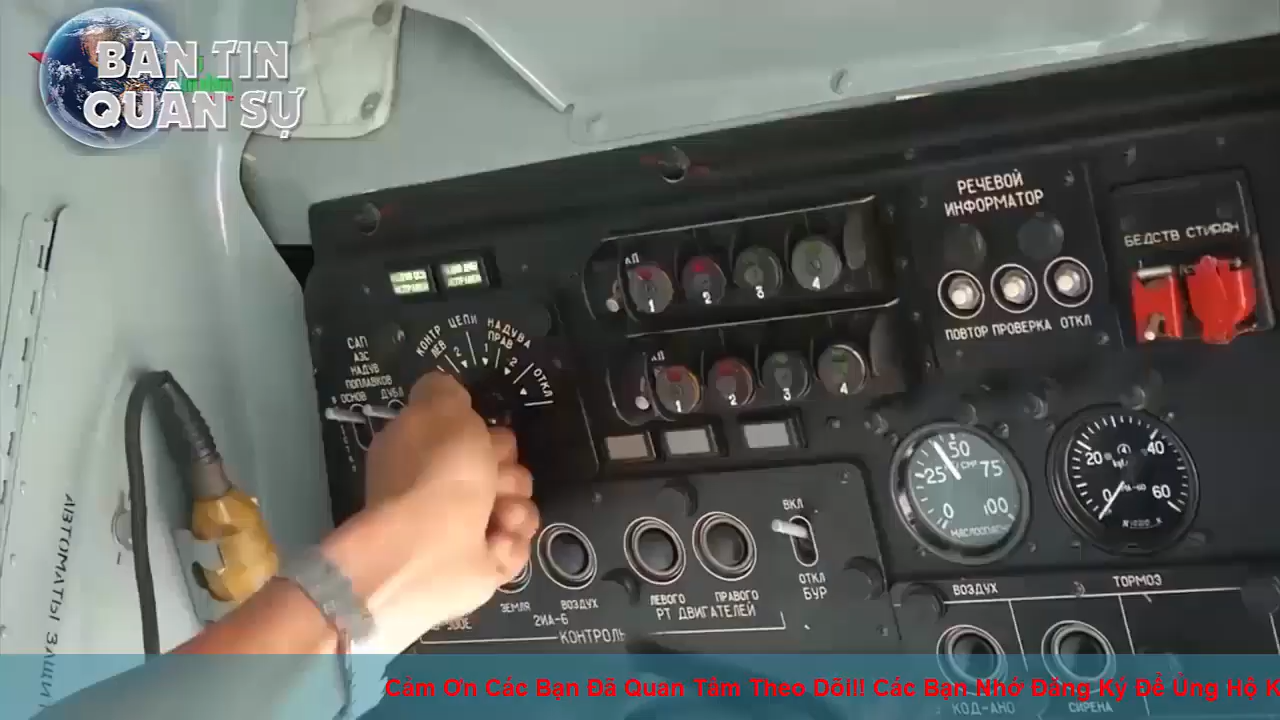 BẢN TIN
QUÂN SỰ
РЕЧЕВОЙ
ИНФОРМАТОР
ПОВТОР ПРОВЕРКА ОТКЛ
БЕДСТВ СТИРАН
КОНТР ЦЕПИ НАДУВА
ЛЕВ ПРАВ
2 1 2 ОТКЛ
САП
АЗС
НАДУВ
ПОПЛАВКОВ
ОСНОВ ДУБЛ
1 2 3 4
1 2 3 4
0 25 50 75 100
0 20 40 60
ВКЛ
ОТКЛ
БУР
ЗЕМЛЯ ВОЗДУХ
2ИА-6
ЛЕВОГО ПРАВОГО
РТ ДВИГАТЕЛЕЙ
КОНТРОЛЬ
ВОЗДУХ ТОРМОЗ
КОД-АНО СИРЕНА
АВТОМАТЫ ЗАЩИ
Cảm Ơn Các Bạn Đã Quan Tâm Theo Dõi! Các Bạn Nhớ Đăng Ký Để Ủng Hộ K